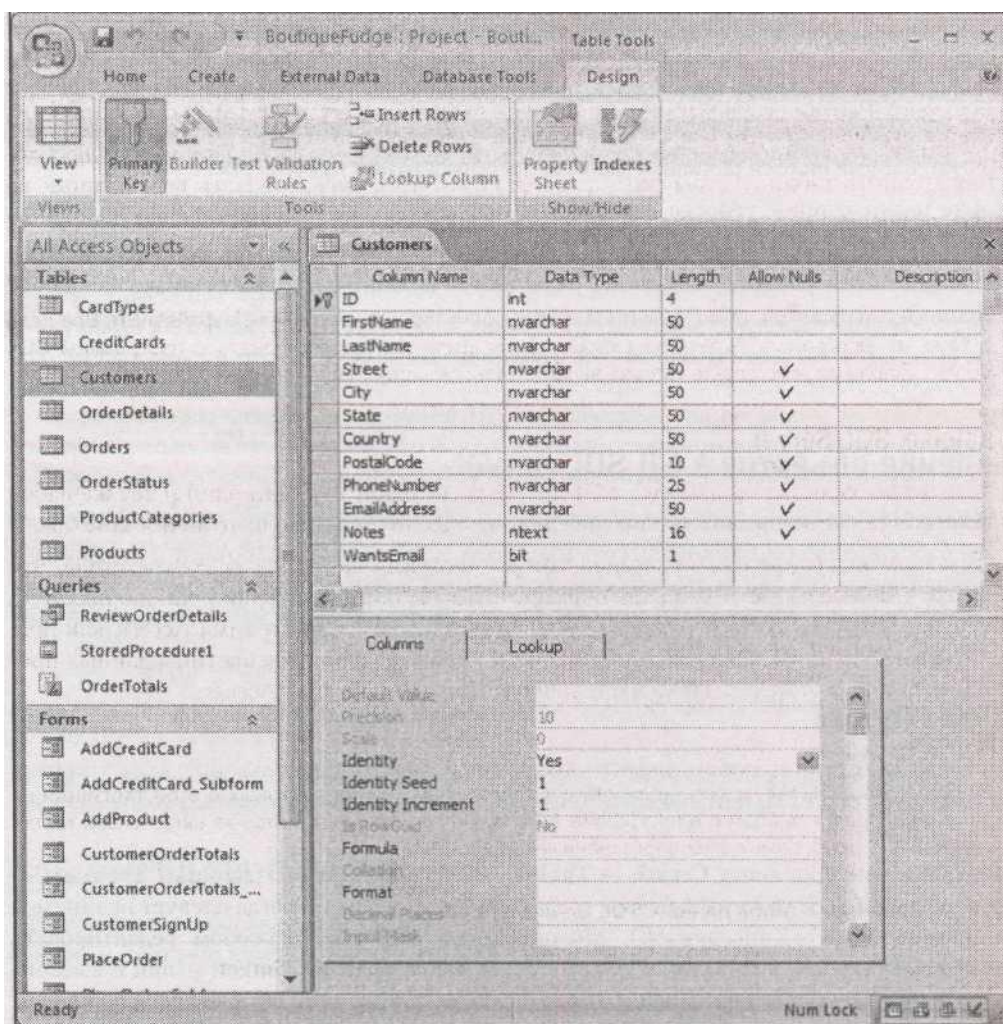 BoutiqueFudge : Project - Bouti...
Table Tools
Home Create External Data Database Tools Design
View
Primary Key
Builder
Test Validation Rules
Insert Rows
Delete Rows
Lookup Column
Property Sheet
Indexes
Views Tools Show/Hide
All Access Objects
Customers
Tables
CardTypes
CreditCards
Customers
OrderDetails
Orders
OrderStatus
ProductCategories
Products
Queries
ReviewOrderDetails
StoredProcedure1
OrderTotals
Forms
AddCreditCard
AddCreditCard_Subform
AddProduct
CustomerOrderTotals
CustomerOrderTotals_...
CustomerSignUp
PlaceOrder
Column Name Data Type Length Allow Nulls Description
ID int 4
FirstName nvarchar 50
LastName nvarchar 50
Street nvarchar 50 ✓
City nvarchar 50 ✓
State nvarchar 50 ✓
Country nvarchar 50 ✓
PostalCode nvarchar 10 ✓
PhoneNumber nvarchar 25 ✓
EmailAddress nvarchar 50 ✓
Notes ntext 16 ✓
WantsEmail bit 1
Columns Lookup
Default Value
Precision 10
Scale 0
Identity Yes
Identity Seed 1
Identity Increment 1
Is RowGuid No
Formula
Collation
Format
Decimal Places
Input Mask
Ready
Num Lock